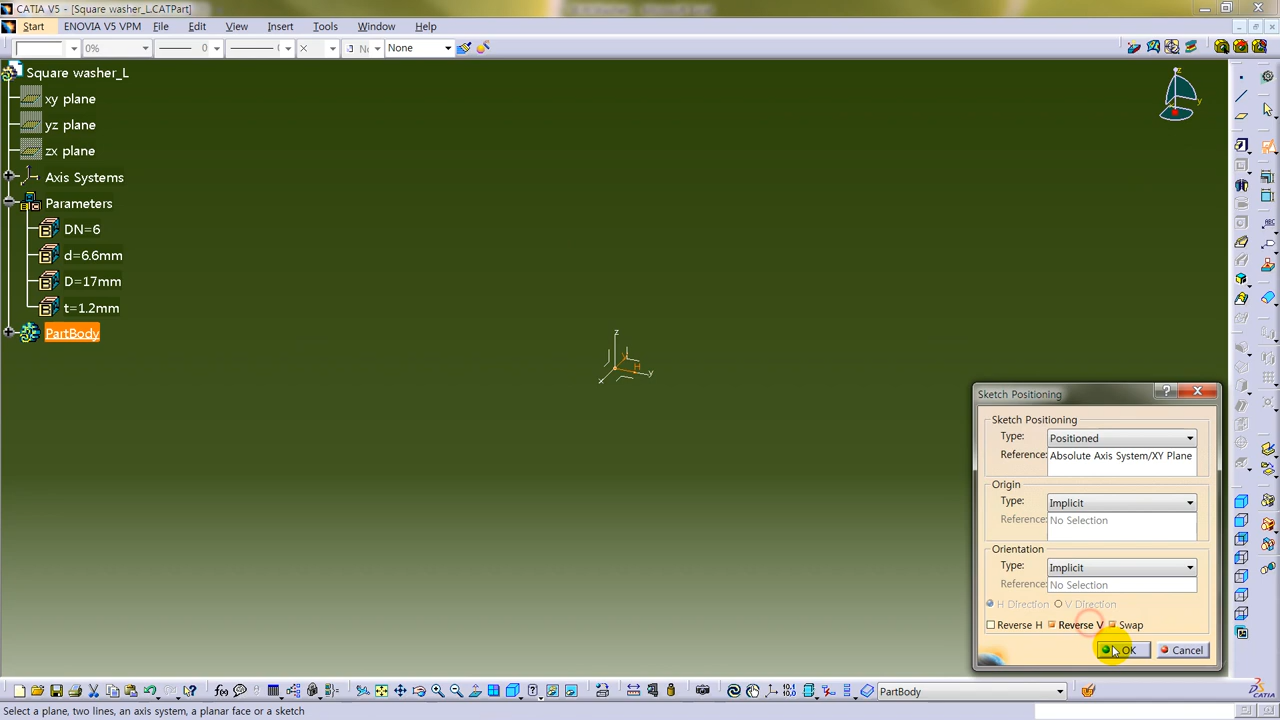 CATIA V5 - [Square washer_L.CATPart]
Start ENOVIA V5 VPM File Edit View Insert Tools Window Help
0% 0 None
Square washer_L
xy plane
yz plane
zx plane
Axis Systems
Parameters
DN=6
d=6.6mm
D=17mm
t=1.2mm
PartBody
z
y
z
H
y
x
Sketch Positioning
Sketch Positioning
Type: Positioned
Reference: Absolute Axis System/XY Plane
Origin
Type: Implicit
Reference: No Selection
Orientation
Type: Implicit
Reference: No Selection
H Direction V Direction
Reverse H Reverse V Swap
OK Cancel
PartBody
Select a plane, two lines, an axis system, a planar face or a sketch